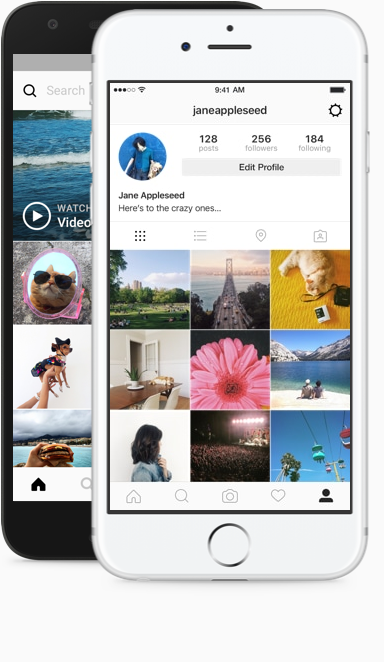 Search
WATCH
Video
9:41 AM
janeappleseed
128
posts
256
followers
184
following
Edit Profile
Jane Appleseed
Here's to the crazy ones...